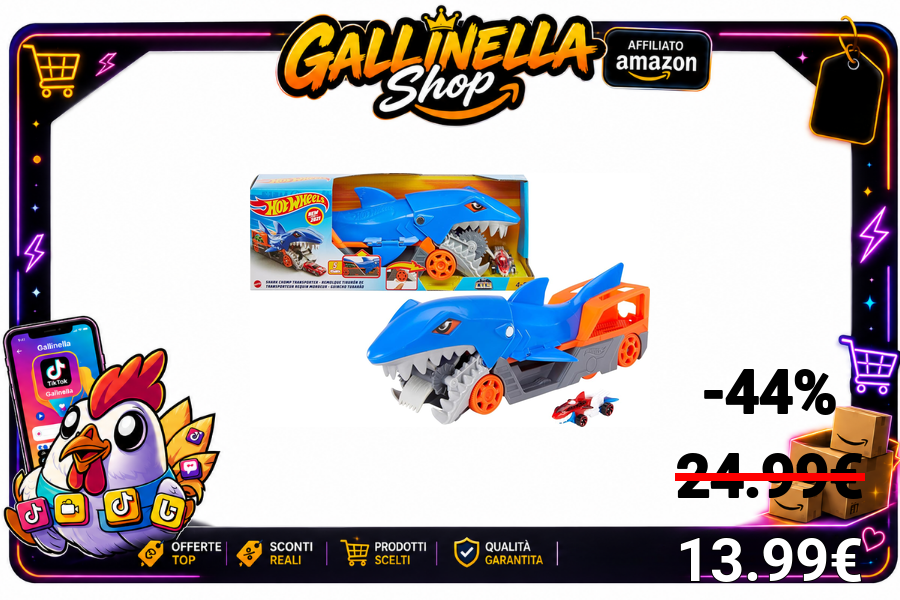 GALLINELLA
Shop
AFFILIATO
amazon
HOT WHEELS
SHARK CHOMP TRANSPORTER
Gallinella
TikTok
Gallinella
-44%
24.99€
13.99€
OFFERTE
TOP
SCONTI
REALI
PRODOTTI
SCELTI
QUALITÀ
GARANTITA